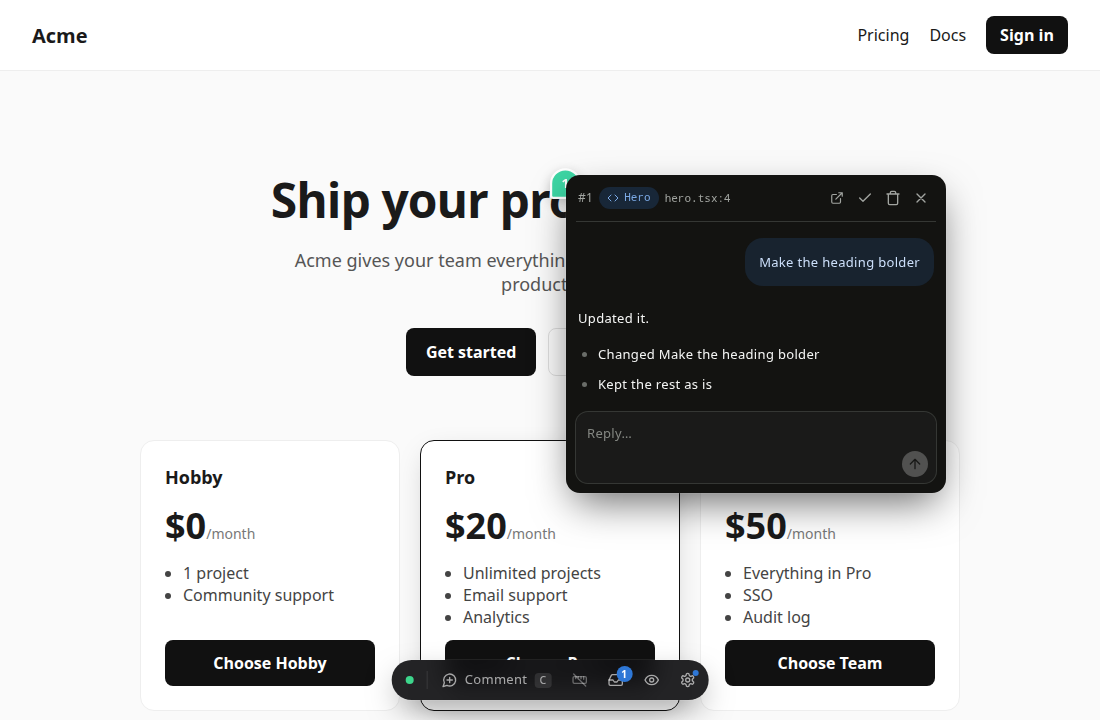 Acme
Pricing
Docs
Sign in
Ship your
1
Acme gives your team
product
Get started
#1
Hero
hero.tsx:4
Make the heading bolder
Updated it.
Changed Make the heading bolder
Kept the rest as is
Reply...
Hobby
$0/month
1 project
Community support
Choose Hobby
Pro
$20/month
Unlimited projects
Email support
Analytics
$50/month
Everything in Pro
SSO
Audit log
Choose Team
Comment
C
1